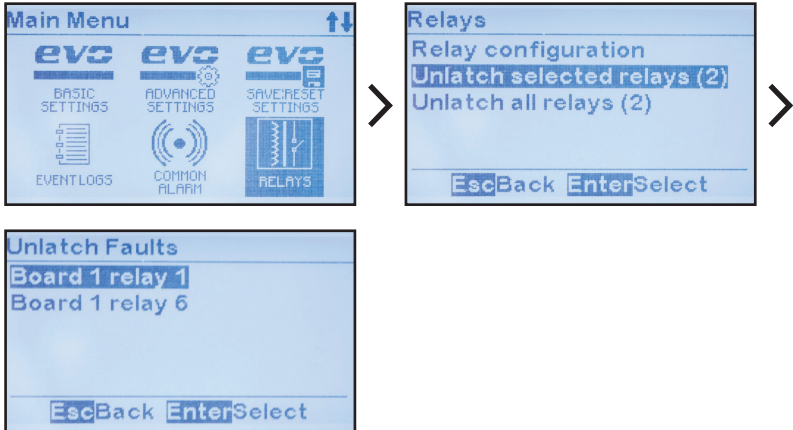 Main Menu
evo evo evo
BASIC SETTINGS
ADVANCED SETTINGS
SAVE:RESET SETTINGS
EVENT LOGS
COMMON ALARM
RELAYS
Relays
Relay configuration
Unlatch selected relays (2)
Unlatch all relays (2)
EscBack EnterSelect
Unlatch Faults
Board 1 relay 1
Board 1 relay 6
EscBack EnterSelect